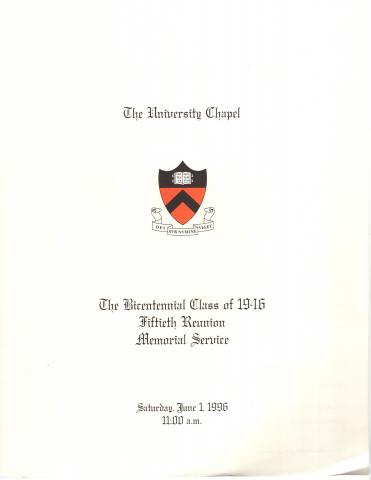 The University Chapel
DEI SUB NUMINE VIGET
The Bicentennial Class of 1946
Fiftieth Reunion
Memorial Service
Saturday, June 1, 1996
11:00 a.m.